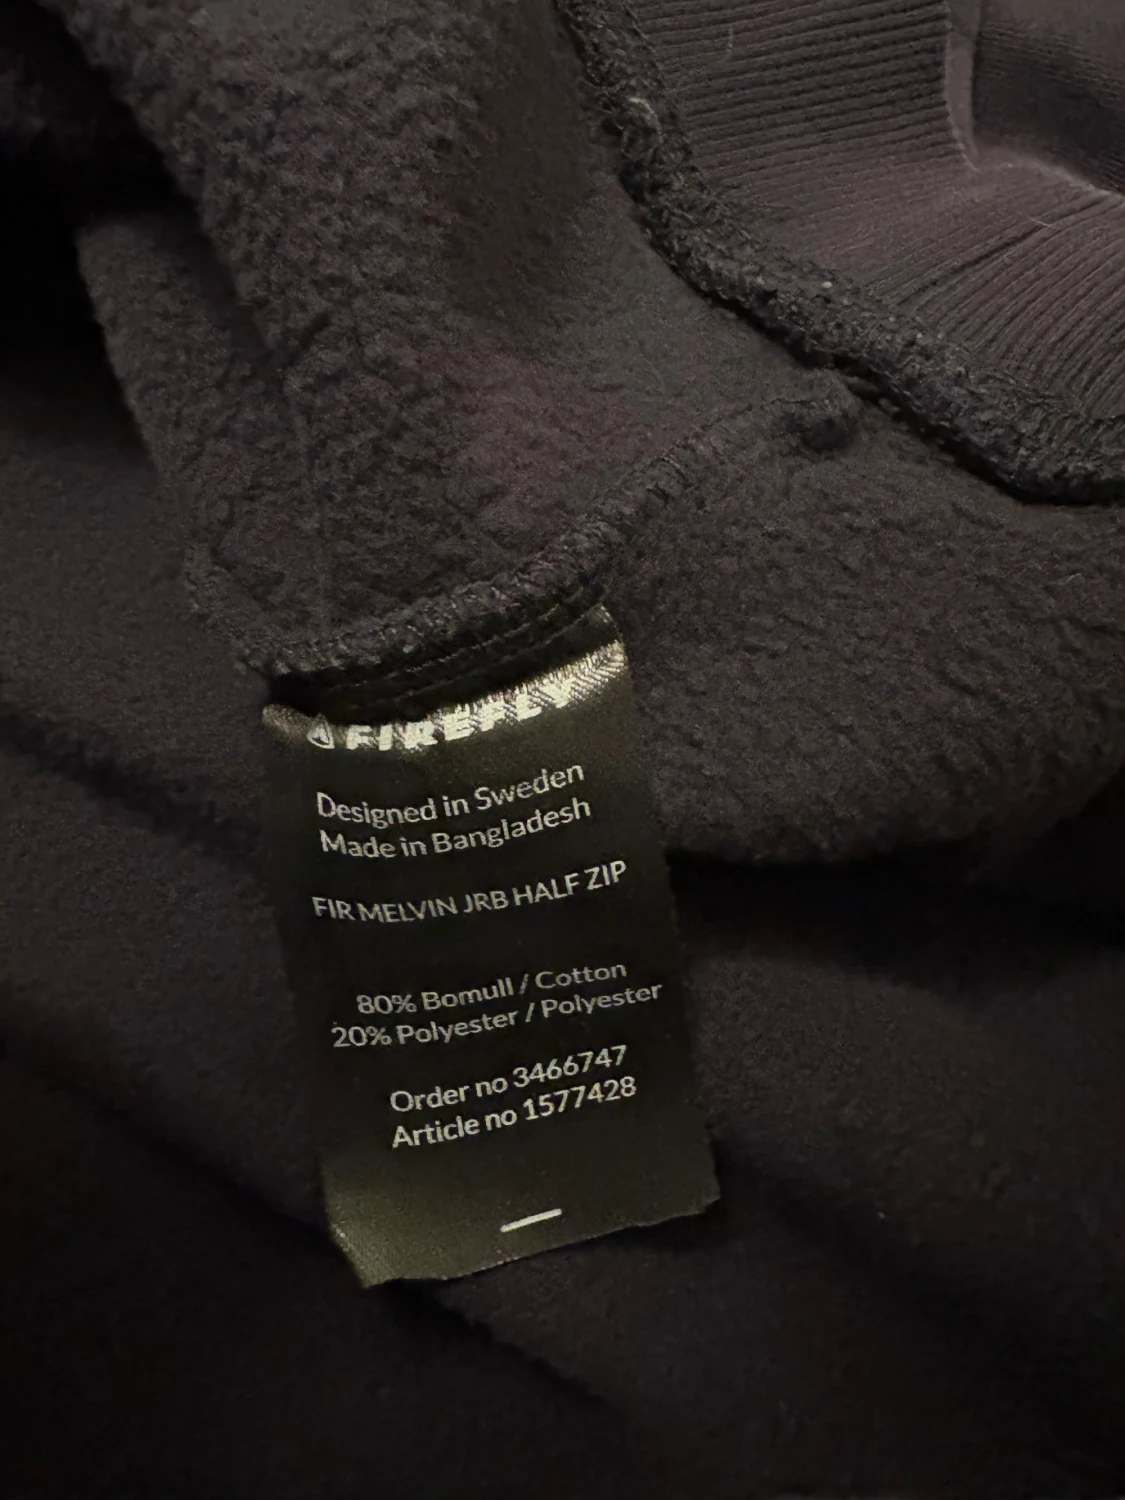 FIREFLY
Designed in Sweden
Made in Bangladesh
FIR MELVIN JRB HALF ZIP
80% Bomull / Cotton
20% Polyester / Polyester
Order no 3466747
Article no 1577428